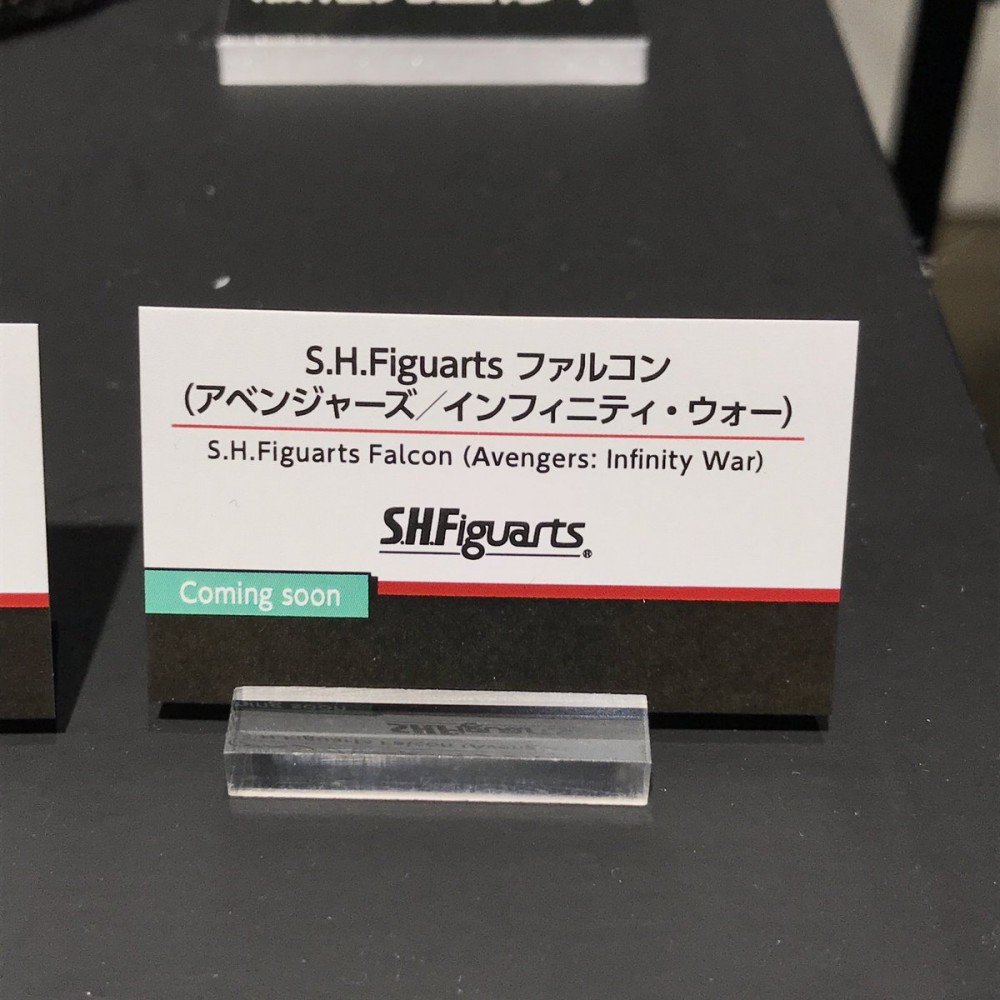 S.H.Figuarts ファルコン
(アベンジャーズ／インフィニティ・ウォー)
S.H.Figuarts Falcon (Avengers: Infinity War)
S.H.Figuarts®
Coming soon